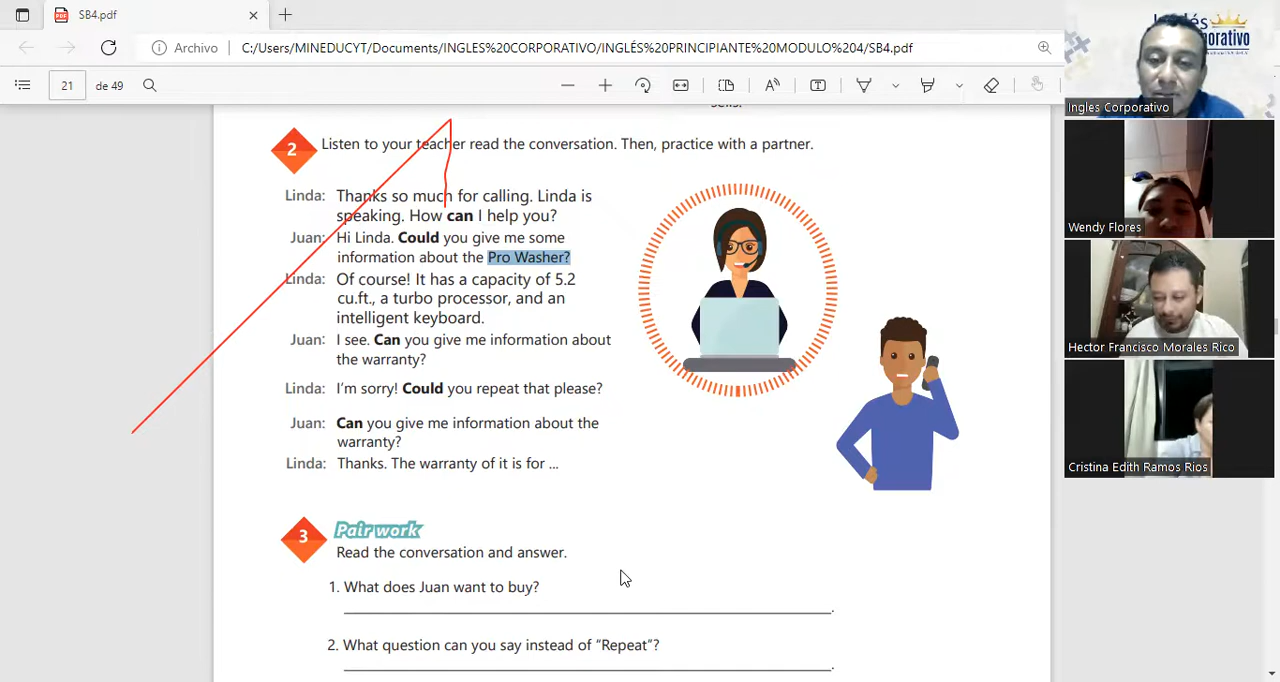 SB4.pdf
Archivo
C:/Users/MINEDUCYT/Documents/INGLES%20CORPORATIVO/INGLÉS%20PRINCIPIANTE%20MODULO%204/SB4.pdf
21
de 49
sells.
2
Listen to your teacher read the conversation. Then, practice with a partner.
Linda: Thanks so much for calling. Linda is
speaking. How can I help you?
Juan: Hi Linda. Could you give me some
information about the Pro Washer?
Linda: Of course! It has a capacity of 5.2
cu.ft., a turbo processor, and an
intelligent keyboard.
Juan: I see. Can you give me information about
the warranty?
Linda: I'm sorry! Could you repeat that please?
Juan: Can you give me information about the
warranty?
Linda: Thanks. The warranty of it is for ...
3
Pair work
Read the conversation and answer.
1. What does Juan want to buy?
2. What question can you say instead of “Repeat”?
Ingles Corporativo
Wendy Flores
Hector Francisco Morales Rico
Cristina Edith Ramos Rios